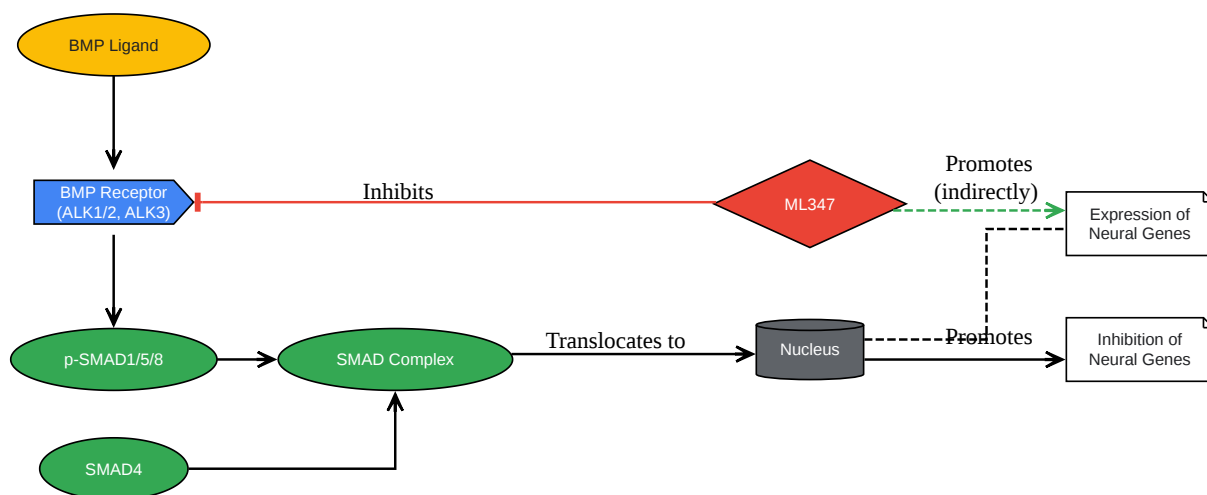 BMP Ligand
BMP Receptor
(ALK1/2, ALK3)
Inhibits
ML347
Promotes
(indirectly)
Expression of
Neural Genes
p-SMAD1/5/8
SMAD Complex
Translocates to
Nucleus
Promotes
Inhibition of
Neural Genes
SMAD4